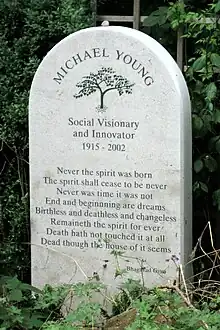 MICHAEL YOUNG
Social Visionary
and Innovator
1915 - 2002
Never the spirit was born
The spirit shall cease to be never
Never was time it was not
End and beginnning are dreams
Birthless and deathless and changeless
Remaineth the spirit for ever
Death hath not touched it at all
Dead though the house of it seems
Bhagavad Gita